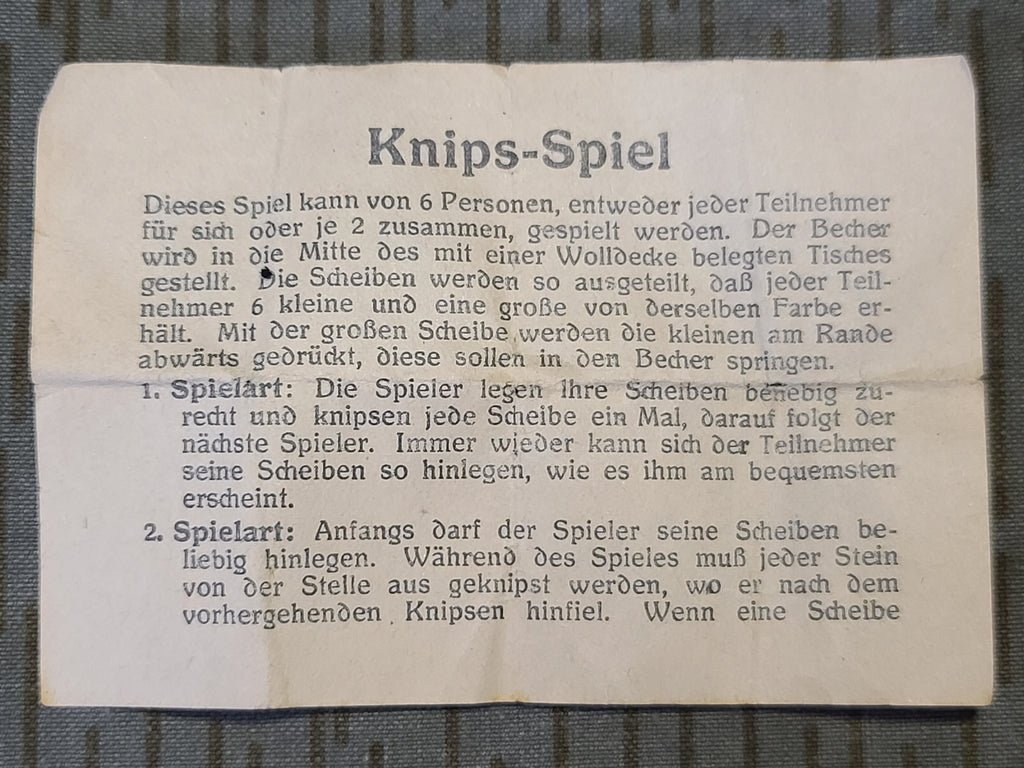 Knips-Spiel
Dieses Spiel kann von 6 Personen, entweder jeder Teilnehmer
für sich oder je 2 zusammen, gespielt werden. Der Becher
wird in die Mitte des mit einer Wolldecke belegten Tisches
gestellt. Die Scheiben werden so ausgeteilt, daß jeder Teil-
nehmer 6 kleine und eine große von derselben Farbe er-
hält. Mit der großen Scheibe werden die kleinen am Rande
abwärts gedrückt, diese sollen in den Becher springen.
1. Spielart: Die Spieler legen ihre Scheiben beliebig zu-
recht und knipsen jede Scheibe ein Mal, darauf folgt der
nächste Spieler. Immer wieder kann sich der Teilnehmer
seine Scheiben so hinlegen, wie es ihm am bequemsten
erscheint.
2. Spielart: Anfangs darf der Spieler seine Scheiben be-
liebig hinlegen. Während des Spieles muß jeder Stein
von der Stelle aus geknipst werden, wo er nach dem
vorhergehenden Knipsen hinfiel. Wenn eine Scheibe